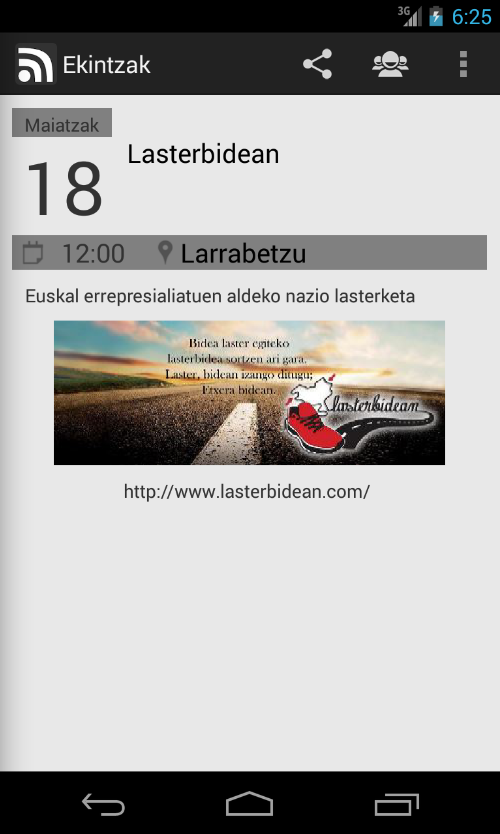 3G
6:25
Ekintzak
Maiatzak
18
Lasterbidean
12:00
Larrabetzu
Euskal errepresialiatuen aldeko nazio lasterketa
Bidea laster egiteko
lasterbidea sortzen ari gara.
Laster, bidean izango ditugu;
Etxera bidean.
lasterbidean
http://www.lasterbidean.com/